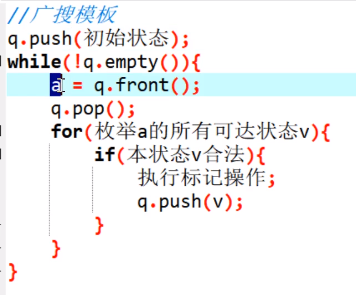 //广搜模板
q.push(初始状态);
while(!q.empty()){
a = q.front();
q.pop();
for(枚举a的所有可达状态v){
if(本状态v合法){
执行标记操作;
q.push(v);
}
}
}